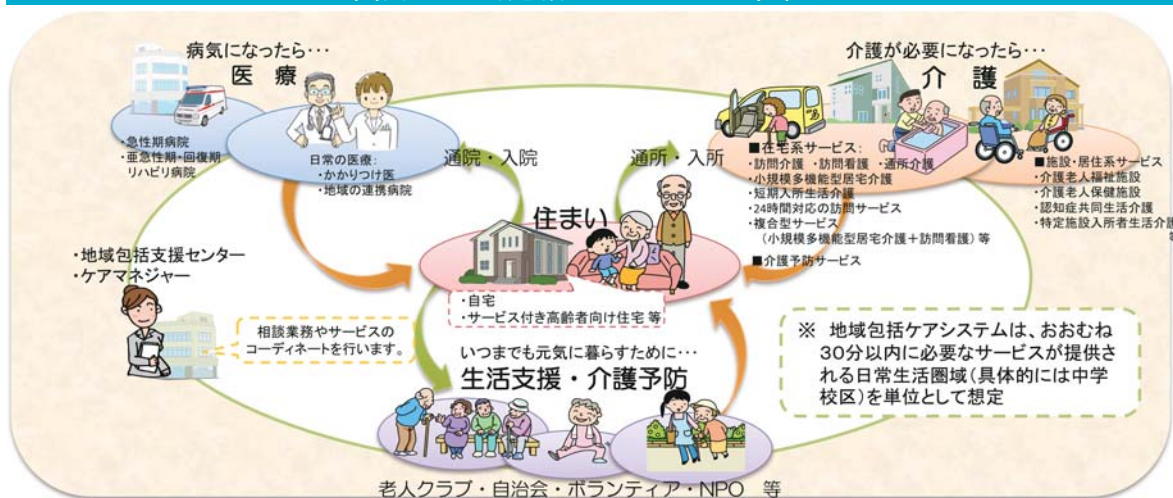 病気になったら･･･
医　療
・急性期病院
・亜急性期・回復期
リハビリ病院
日常の医療：
・かかりつけ医
・地域の連携病院
通院・入院
通所・入所
介護が必要になったら･･･
介　護
■在宅系サービス：
・訪問介護　・訪問看護　・通所介護
・小規模多機能型居宅介護
・短期入所生活介護
・24時間対応の訪問サービス
・複合型サービス
（小規模多機能型居宅介護＋訪問看護）等
■介護予防サービス
■施設・居住系サービス
・介護老人福祉施設
・介護老人保健施設
・認知症共同生活介護
・特定施設入所者生活介護
等
住まい
・自宅
・サービス付き高齢者向け住宅 等
・地域包括支援センター
・ケアマネジャー
相談業務やサービスの
コーディネートを行います。
いつまでも元気に暮らすために･･･
生活支援・介護予防
老人クラブ・自治会・ボランティア・NPO　等
※　地域包括ケアシステムは、おおむね
３０分以内に必要なサービスが提供さ
れる日常生活圏域（具体的には中学
校区）を単位として想定